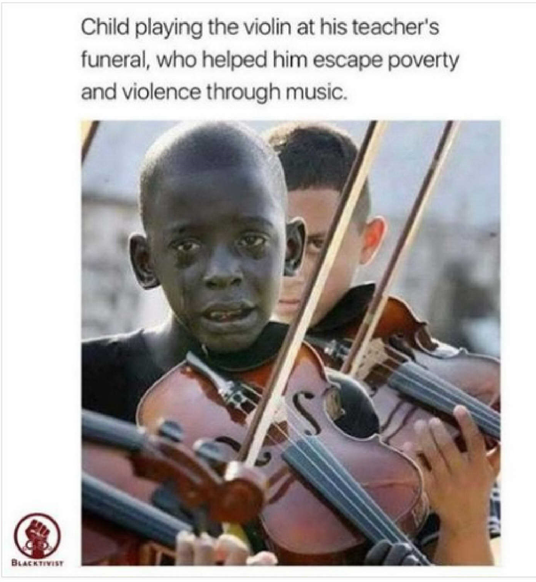 Child playing the violin at his teacher's
funeral, who helped him escape poverty
and violence through music.
BLACKTIVIST